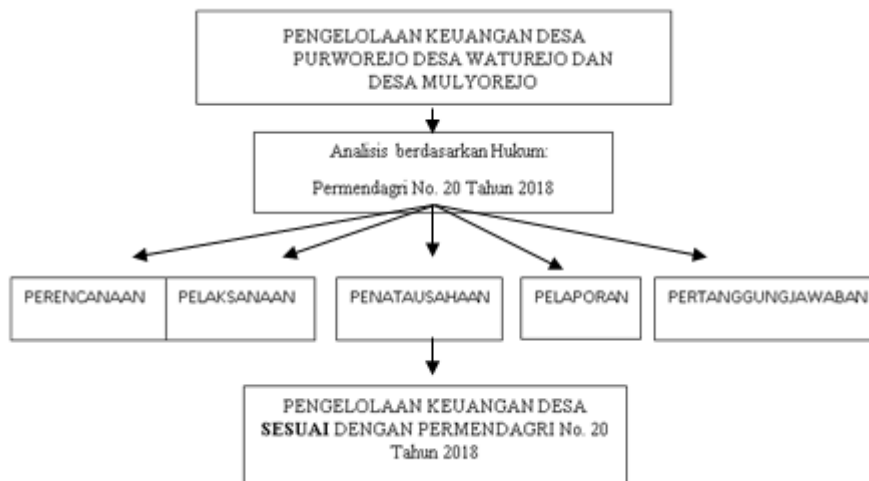 PENGELOLAAN KEUANGAN DESA
PURWOREJO DESA WATUREJO DAN
DESA MULYOREJO
Analisis berdasarkan Hukum:
Permendagri No. 20 Tahun 2018
PERENCANAAN
PELAKSANAAN
PENATAUSAHAAN
PELAPORAN
PERTANGGUNGJAWABAN
PENGELOLAAN KEUANGAN DESA
SESUAI DENGAN PERMENDAGRI No. 20
Tahun 2018